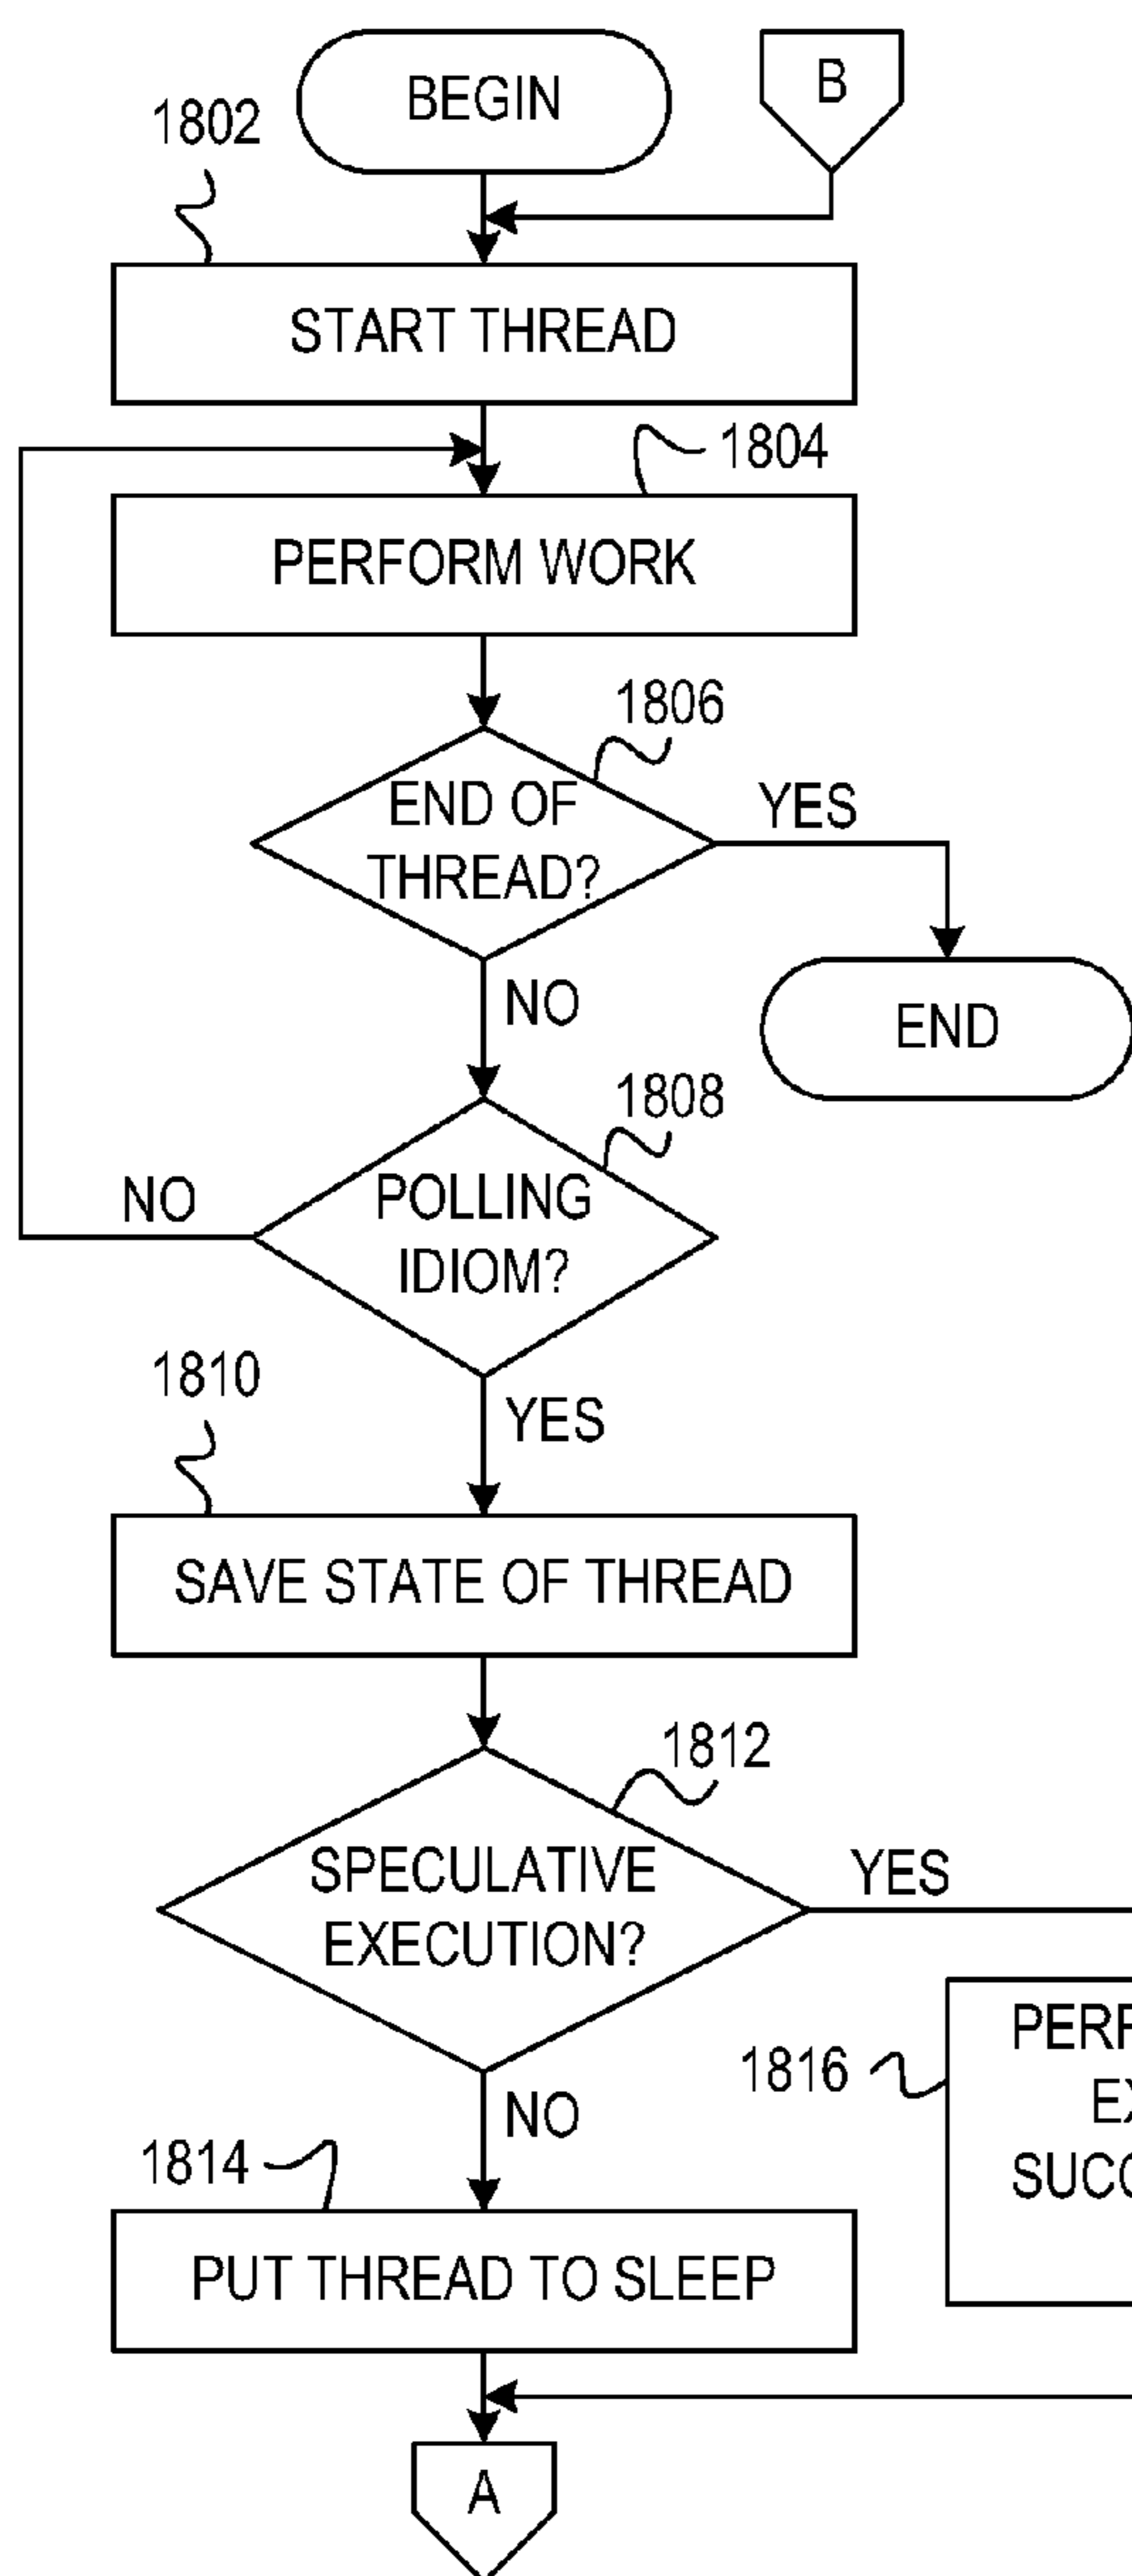 BEGIN
B
1802
START THREAD
1804
PERFORM WORK
1806
END OF
THREAD?
YES
END
NO
1808
POLLING
IDIOM?
NO
YES
1810
SAVE STATE OF THREAD
1812
SPECULATIVE
EXECUTION?
YES
1816
NO
1814
PUT THREAD TO SLEEP
A